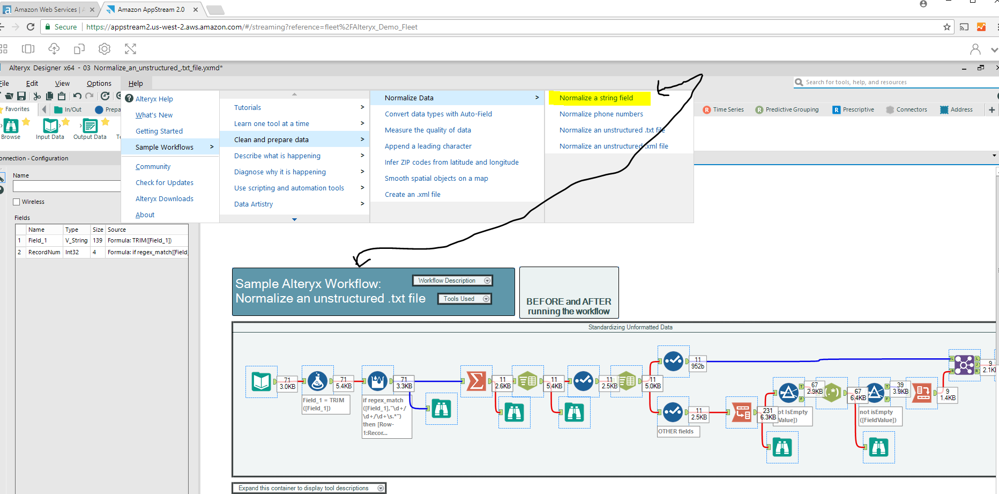 Amazon Web Services | A
Amazon AppStream 2.0
Secure
https://appstream2.us-west-2.aws.amazon.com/#/streaming?reference=fleet%2FAlteryx_Demo_Fleet
Alteryx Designer x64 - 03 Normalize_an_unstructured_.txt_file.yxmd*
File Edit View Options Help
Search for tools, help, and resources
Favorites In/Out Prepa
Time Series Predictive Grouping Prescriptive Connectors Address
Browse Input Data Output Data
Alteryx Help
What's New
Getting Started
Sample Workflows >
Community
Check for Updates
Alteryx Downloads
About
Tutorials >
Learn one tool at a time >
Clean and prepare data >
Describe what is happening >
Diagnose why it is happening >
Use scripting and automation tools >
Data Artistry >
Normalize Data >
Convert data types with Auto-Field
Measure the quality of data
Append a leading character
Infer ZIP codes from latitude and longitude
Smooth spatial objects on a map
Create an .xml file
Normalize a string field
Normalize phone numbers
Normalize an unstructured .txt file
Normalize an unstructured .xml file
onnection - Configuration
Name
Wireless
Fields
Name Type Size Source
1 Field_1 V_String 139 Formula: TRIM([Field_1])
2 RecordNum Int32 4 Formula: if regex_match([Field_
Sample Alteryx Workflow:
Normalize an unstructured .txt file
Workflow Description
Tools Used
BEFORE and AFTER
running the workflow
Standardizing Unformatted Data
71
3.0KB
71
5.4KB
71
3.3KB
11
2.6KB
11
5.4KB
11
2.5KB
11
5.0KB
11
952b
11
2.5KB
231
6.3KB
67
2.9KB
67
6.4KB
39
3.9KB
9
1.4KB
9
2.1K
Field_1 = TRIM
([Field_1])
if regex_match
([Field_1],"\d+/
\d+/\d+\s.*")
then [Row-
1:Recor...
OTHER fields
ot IsEmpty
Value])
not isEmpty
([FieldValue])
Expand this container to display tool descriptions